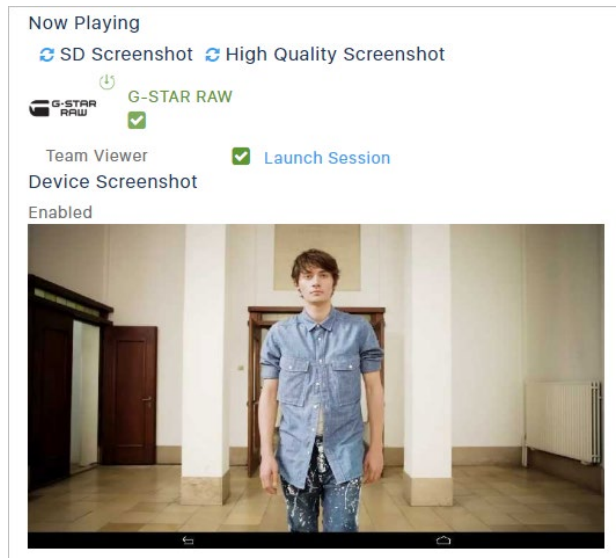 Now Playing
SD Screenshot High Quality Screenshot
G-STAR RAW
G-STAR
RAW
Team Viewer Launch Session
Device Screenshot
Enabled